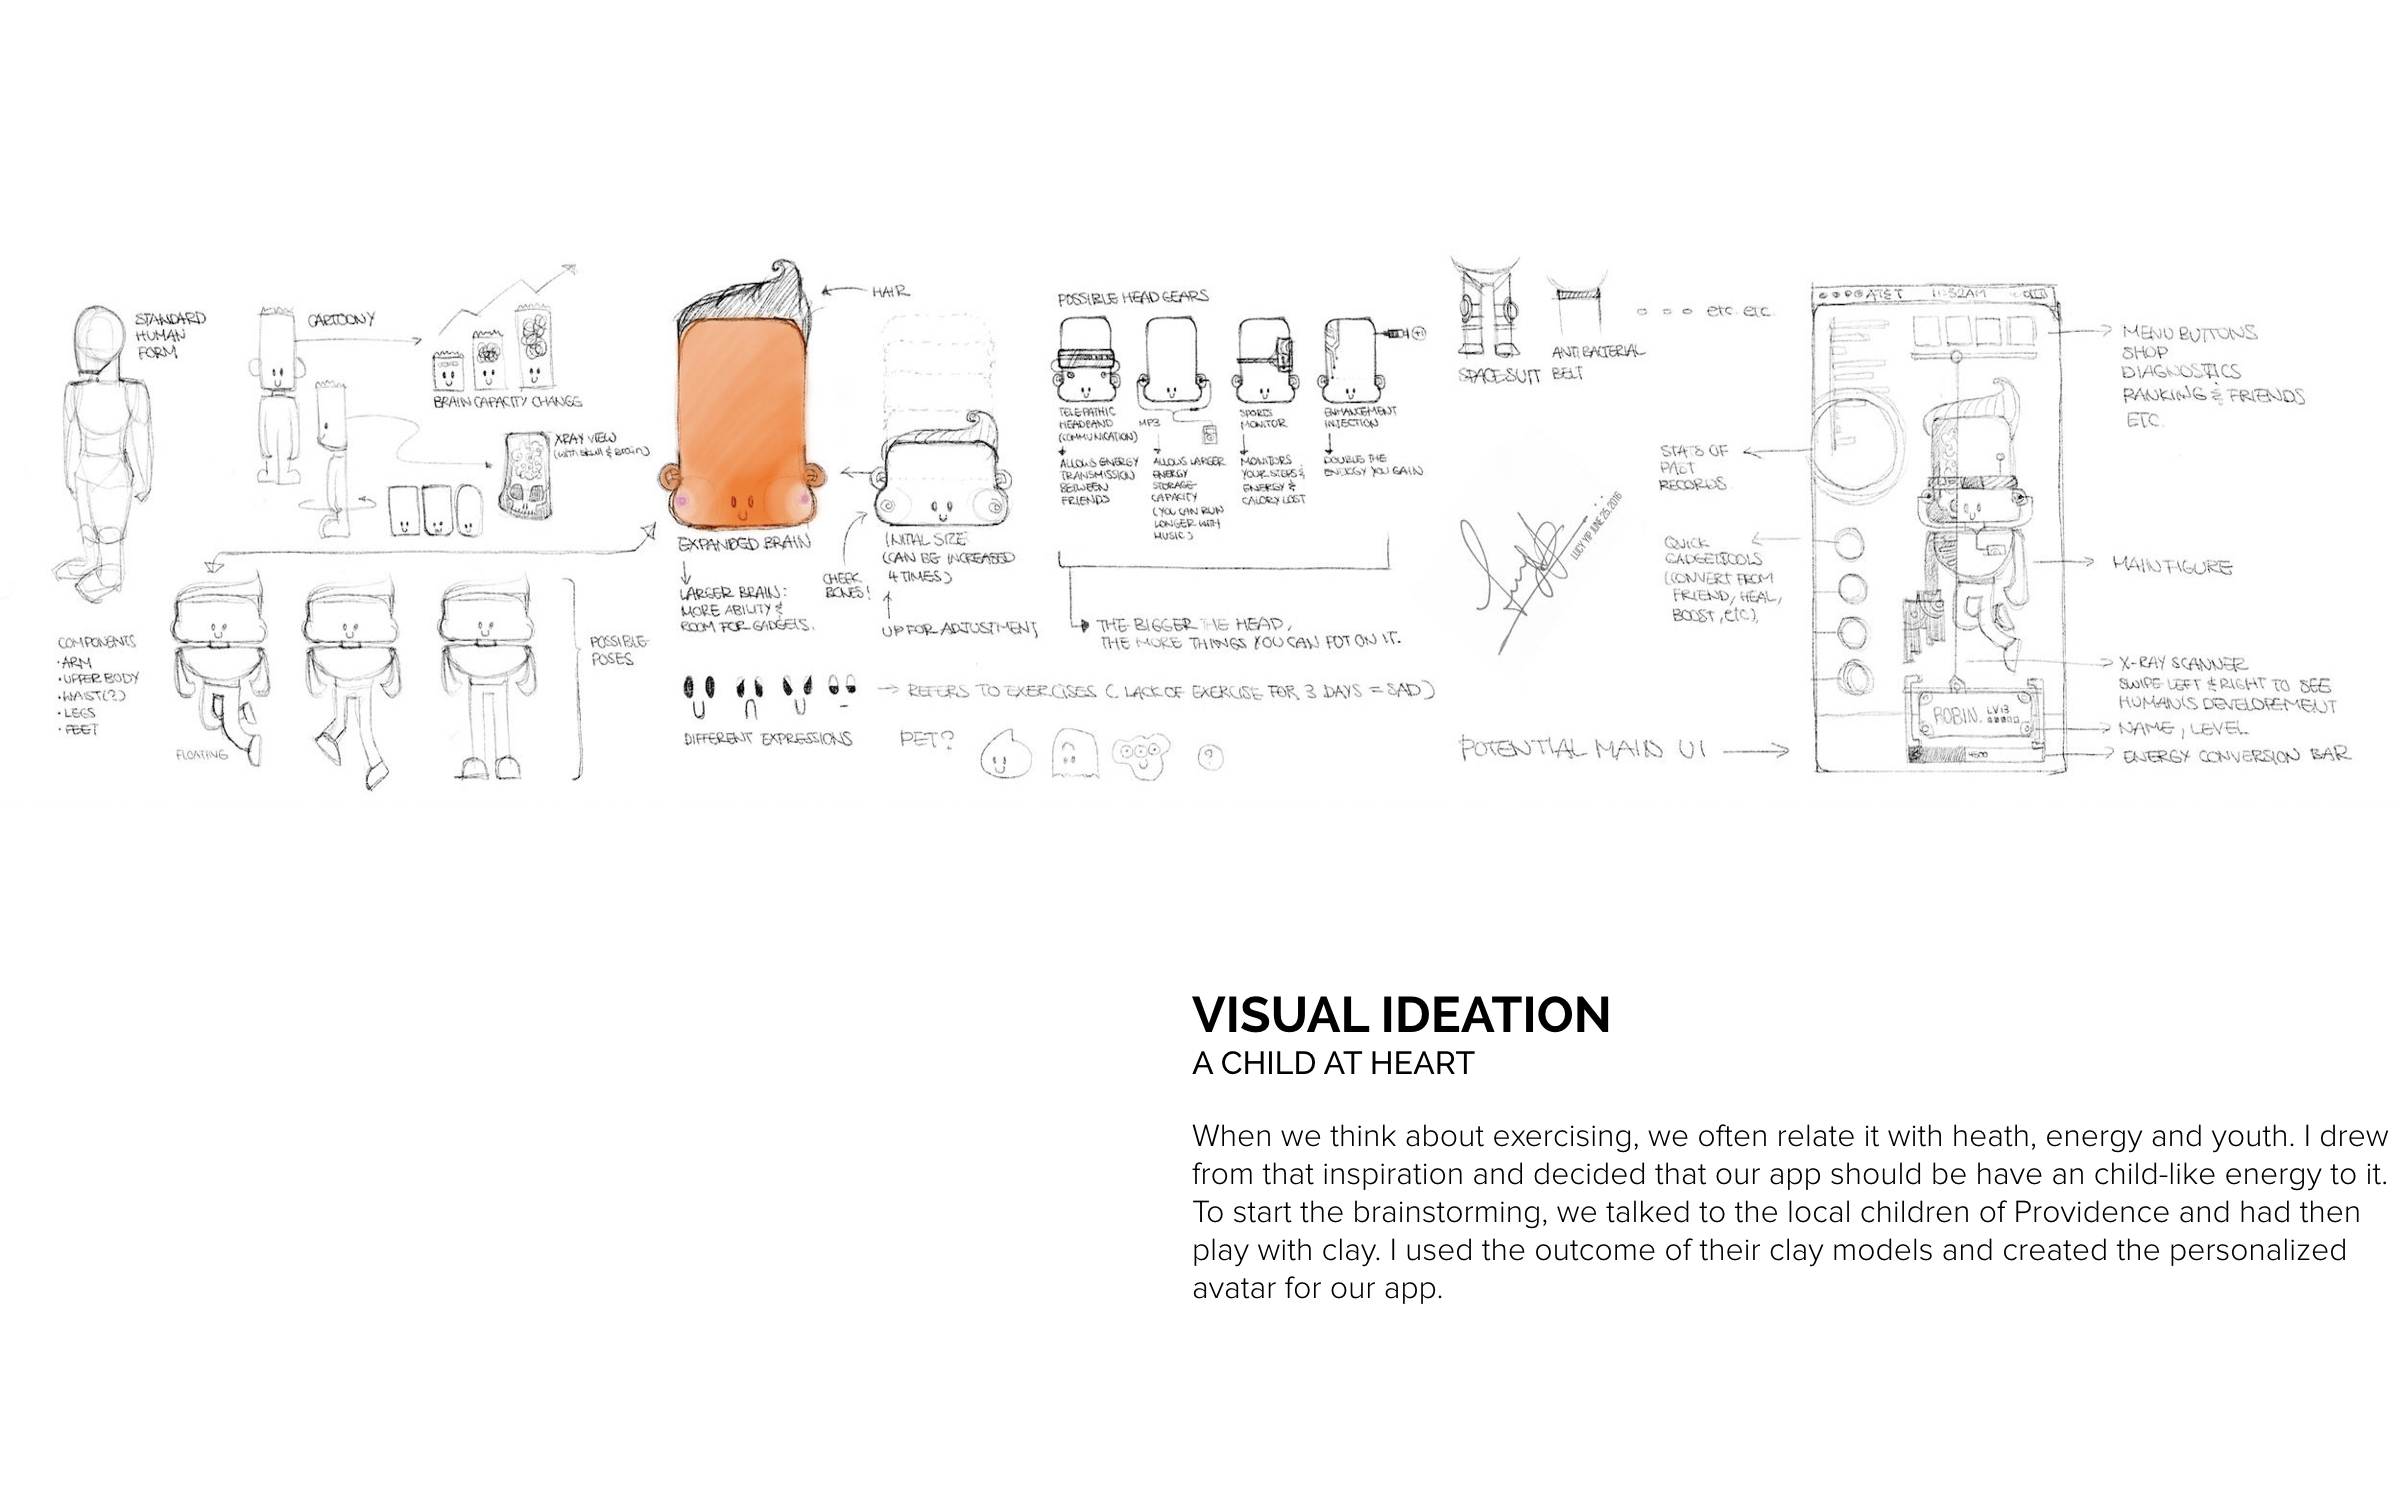 STANDARD
HUMAN
FORM
CARTOONY
BRAIN CAPACITY CHANGE
XRAY VIEW
(with skull & brain)
COMPONENTS
• ARM
• UPPER BODY
• WAIST(?)
• LEGS
• FEET
FLOATING
POSSIBLE
POSES
HAIR
EXPANDED BRAIN
LARGER BRAIN:
MORE ABILITY &
ROOM FOR GADGETS.
CHEEK
BONES!
INITIAL SIZE
(CAN BE INCREASED
4 TIMES)
UP FOR ADJUSTMENT
DIFFERENT EXPRESSIONS
REFERS TO EXERCISES ( LACK OF EXERCISE FOR 3 DAYS = SAD )
PET?
?
POSSIBLE HEAD GEARS
TELEPATHIC
HEADBAND
(COMMUNICATION)
ALLOWS ENERGY
TRANSMISSION
BETWEEN
FRIENDS
MP3
ALLOWS LARGER
ENERGY
STORAGE
CAPACITY
(YOU CAN RUN
LONGER WITH
MUSIC)
SPORTS
MONITOR
MONITORS
YOUR STEPS &
ENERGY &
CALORY LOST
ENHANCEMENT
INJECTION
DOUBLE THE
ENERGY YOU GAIN
THE BIGGER THE HEAD,
THE MORE THINGS YOU CAN POT ON IT.
SPACE-SUIT
ANTI BACTERIAL
BELT
etc. etc.
LUCY YIP JUNE 25. 2016
POTENTIAL MAIN UI
AT&T 10:32AM
STATS OF
PAST
RECORDS
QUICK
GADGET/TOOLS
(CONVERT FROM
FRIEND, HEAL,
BOOST, etc),
ROBIN. LV13
MENU BUTTONS
SHOP
DIAGNOSTICS
RANKING & FRIENDS
ETC.
MAIN FIGURE
X-RAY SCANNER
SWIPE LEFT & RIGHT TO SEE
HUMAN'S DEVELOPEMENT
NAME, LEVEL
ENERGY CONVERSION BAR
VISUAL IDEATION
A CHILD AT HEART
When we think about exercising, we often relate it with heath, energy and youth. I drew
from that inspiration and decided that our app should be have an child-like energy to it.
To start the brainstorming, we talked to the local children of Providence and had then
play with clay. I used the outcome of their clay models and created the personalized
avatar for our app.